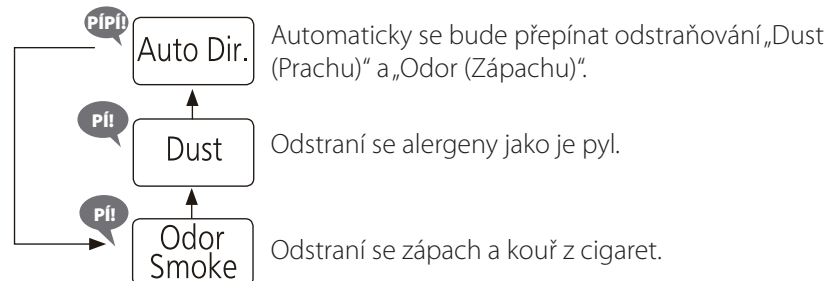 PÍPÍ!
Auto Dir.
Automaticky se bude přepínat odstraňování „Dust
(Prachu)“ a „Odor (Zápachu)“.
PÍ!
Dust
Odstraní se alergeny jako je pyl.
PÍ!
Odor
Smoke
Odstraní se zápach a kouř z cigaret.